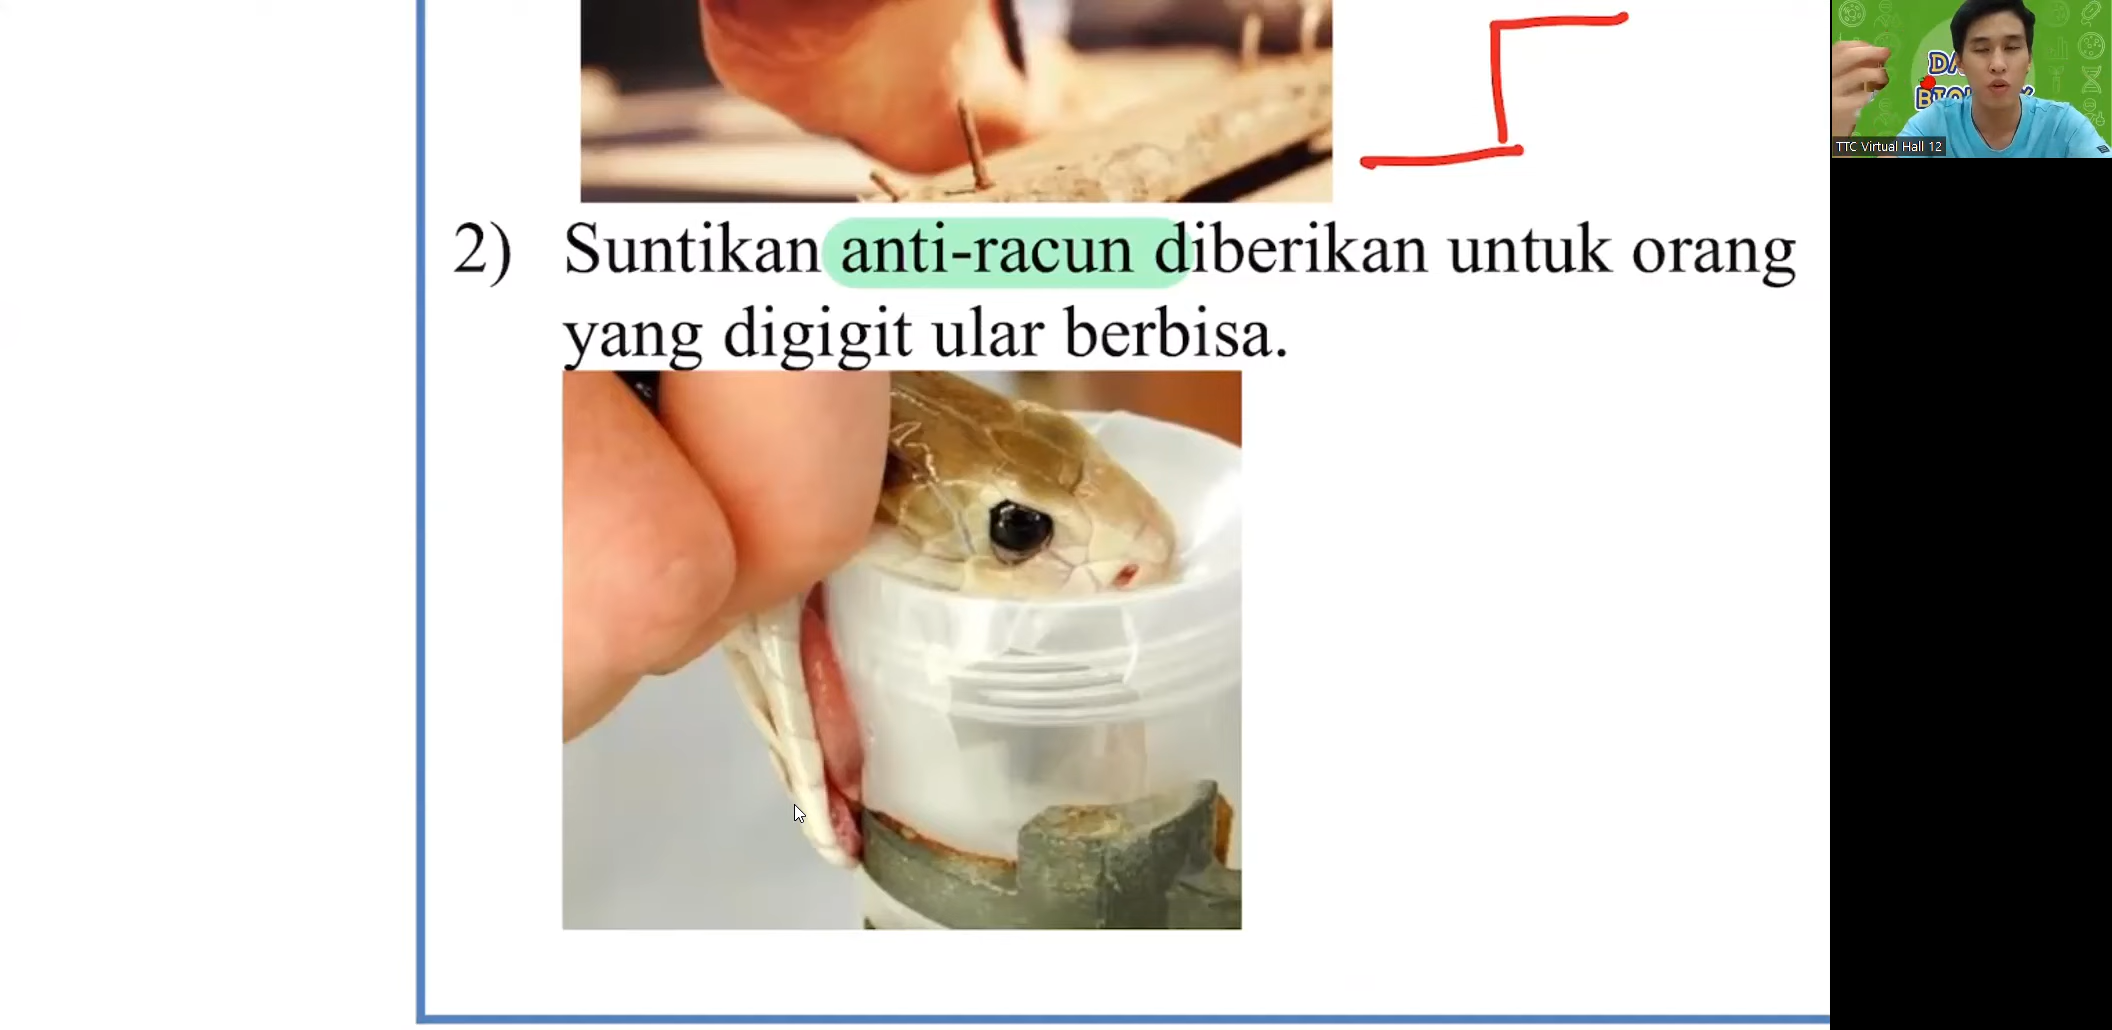 2) Suntikan anti-racun diberikan untuk orang
yang digigit ular berbisa.
TTC Virtual Hall 12